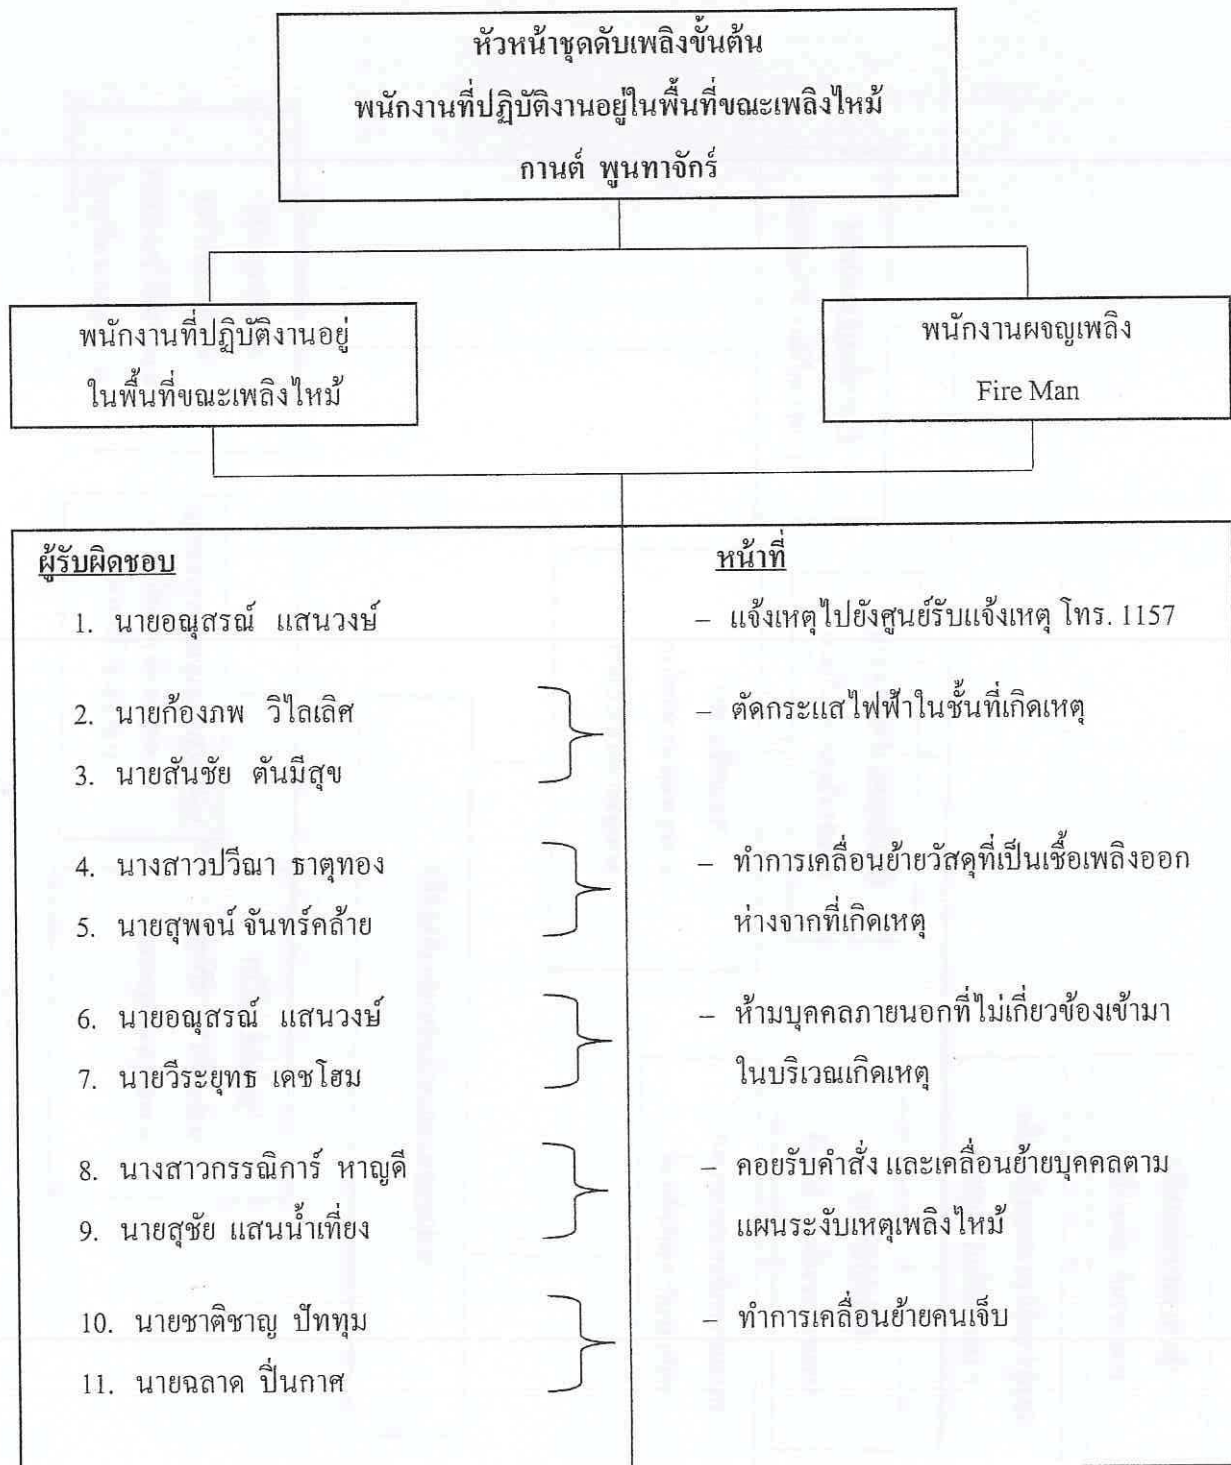 หัวหน้าชุดดับเพลิงขั้นต้น
พนักงานที่ปฏิบัติงานอยู่ในพื้นที่ขณะเพลิงไหม้
กานต์ พูนทาจักร์
พนักงานที่ปฏิบัติงานอยู่
ในพื้นที่ขณะเพลิงไหม้
พนักงานผจญเพลิง
Fire Man
ผู้รับผิดชอบ
หน้าที่
1. นายอณุสรณ์ แสนวงษ์
– แจ้งเหตุไปยังศูนย์รับแจ้งเหตุ โทร. 1157
2. นายก้องภพ วิไลเลิศ
– ตัดกระแสไฟฟ้าในชั้นที่เกิดเหตุ
3. นายสันชัย ตันมีสุข
4. นางสาวปวีณา ธาตุทอง
– ทำการเคลื่อนย้ายวัสดุที่เป็นเชื้อเพลิงออก
5. นายสุพจน์ จันทร์คล้าย
ห่างจากที่เกิดเหตุ
6. นายอณุสรณ์ แสนวงษ์
– ห้ามบุคคลภายนอกที่ไม่เกี่ยวข้องเข้ามา
7. นายวีระยุทธ เดชโฮม
ในบริเวณเกิดเหตุ
8. นางสาวกรรณิการ์ หาญดี
– คอยรับคำสั่ง และเคลื่อนย้ายบุคคลตาม
9. นายสุชัย แสนน้ำเที่ยง
แผนระงับเหตุเพลิงไหม้
10. นายชาติชาญ ปัททุม
– ทำการเคลื่อนย้ายคนเจ็บ
11. นายฉลาด ปิ่นกาศ